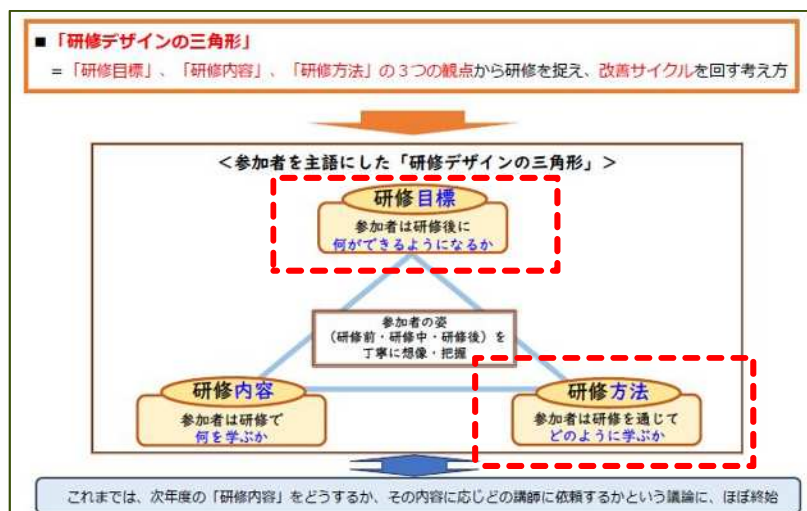 ■「研修デザインの三角形」
＝「研修目標」、「研修内容」、「研修方法」の３つの観点から研修を捉え、改善サイクルを回す考え方
＜参加者を主語にした「研修デザインの三角形」＞
研修目標
参加者は研修後に
何ができるようになるか
参加者の姿
（研修前・研修中・研修後）を
丁寧に想像・把握
研修内容
参加者は研修で
何を学ぶか
研修方法
参加者は研修を通じて
どのように学ぶか
これまでは、次年度の「研修内容」をどうするか、その内容に応じどの講師に依頼するかという議論に、ほぼ終始